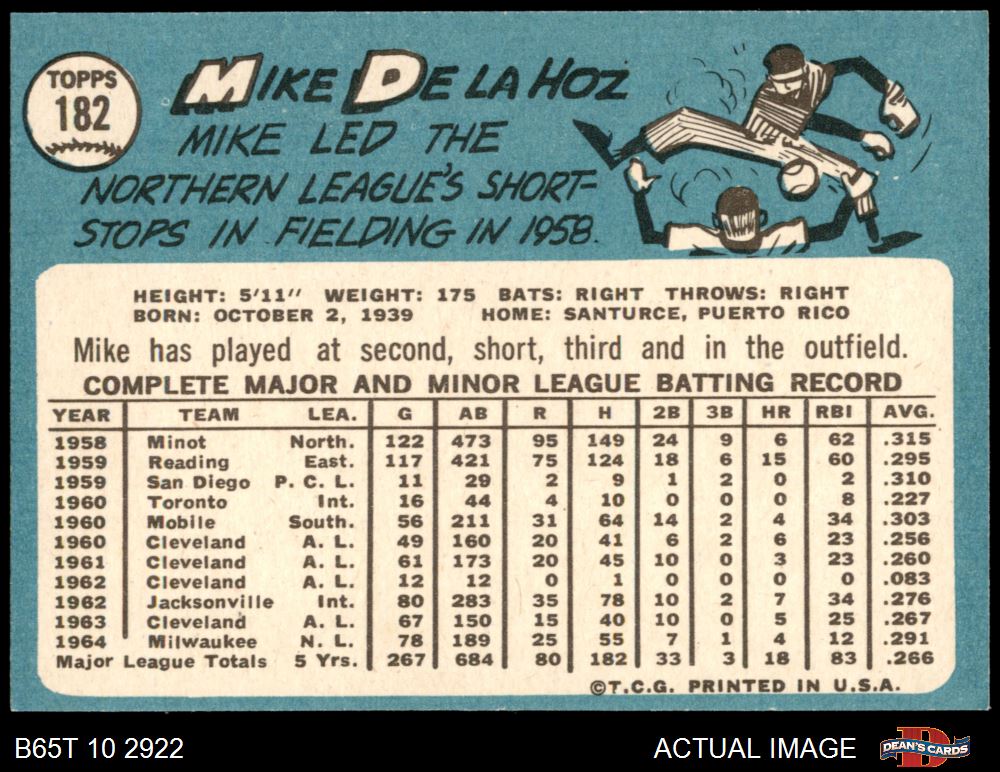 TOPPS
182
MIKE DE LA HOZ
MIKE LED THE
NORTHERN LEAGUE'S SHORT-
STOPS IN FIELDING IN 1958.
HEIGHT: 5'11" WEIGHT: 175 BATS: RIGHT THROWS: RIGHT
BORN: OCTOBER 2, 1939 HOME: SANTURCE, PUERTO RICO
Mike has played at second, short, third and in the outfield.
COMPLETE MAJOR AND MINOR LEAGUE BATTING RECORD
YEAR TEAM LEA. G AB R H 2B 3B HR RBI AVG.
1958 Minot North. 122 473 95 149 24 9 6 62 .315
1959 Reading East. 117 421 75 124 18 6 15 60 .295
1959 San Diego P. C. L. 11 29 2 9 1 2 0 2 .310
1960 Toronto Int. 16 44 4 10 0 0 0 8 .227
1960 Mobile South. 56 211 31 64 14 2 4 34 .303
1960 Cleveland A. L. 49 160 20 41 6 2 6 23 .256
1961 Cleveland A. L. 61 173 20 45 10 0 3 23 .260
1962 Cleveland A. L. 12 12 0 1 0 0 0 0 .083
1962 Jacksonville Int. 80 283 35 78 10 2 7 34 .276
1963 Cleveland A. L. 67 150 15 40 10 0 5 25 .267
1964 Milwaukee N. L. 78 189 25 55 7 1 4 12 .291
Major League Totals 5 Yrs. 267 684 80 182 33 3 18 83 .266
©T.C.G. PRINTED IN U.S.A.
B65T 10 2922 ACTUAL IMAGE D DEAN'S CARDS